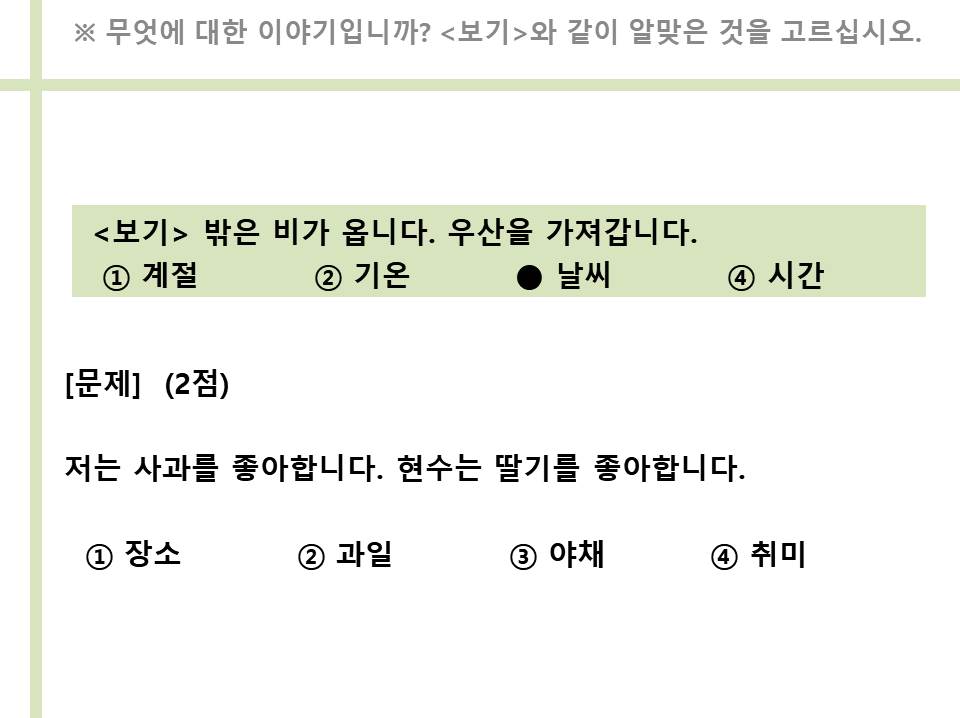 ※ 무엇에 대한 이야기입니까? <보기>와 같이 알맞은 것을 고르십시오.
<보기> 밖은 비가 옵니다. 우산을 가져갑니다.
① 계절 ② 기온 ● 날씨 ④ 시간
[문제] (2점)
저는 사과를 좋아합니다. 현수는 딸기를 좋아합니다.
① 장소 ② 과일 ③ 야채 ④ 취미